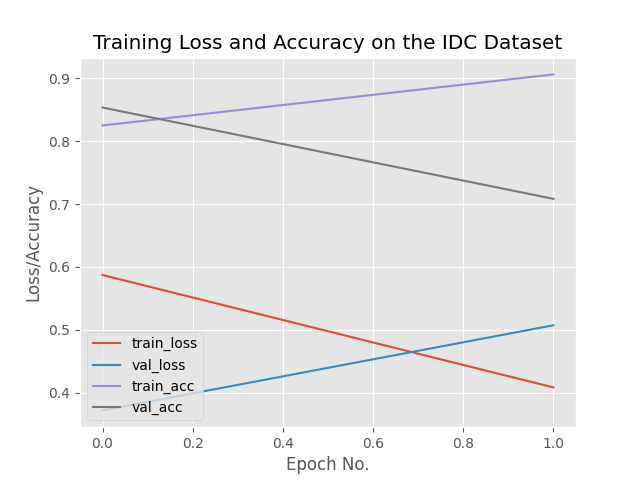 Training Loss and Accuracy on the IDC Dataset
Loss/Accuracy
0.9
0.8
0.7
0.6
0.5
0.4
train_loss
val_loss
train_acc
val_acc
0.0 0.2 0.4 0.6 0.8 1.0
Epoch No.